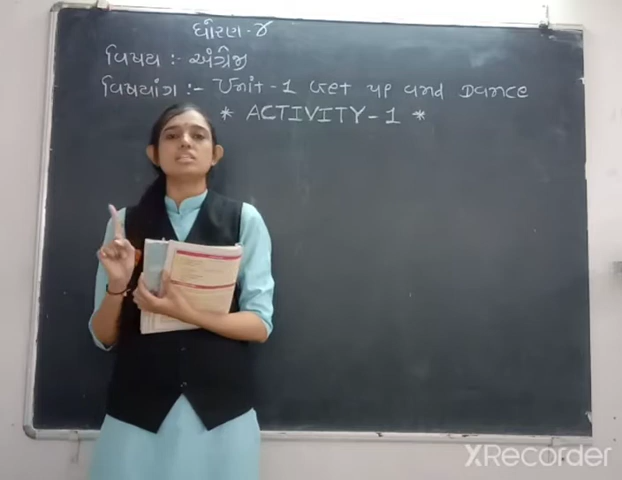 ધોરણ-૪
વિષય :- અંગ્રેજી
વિષયાંગ :- Unit-1 Get up and Dance
* ACTIVITY-1 *
XRecorder